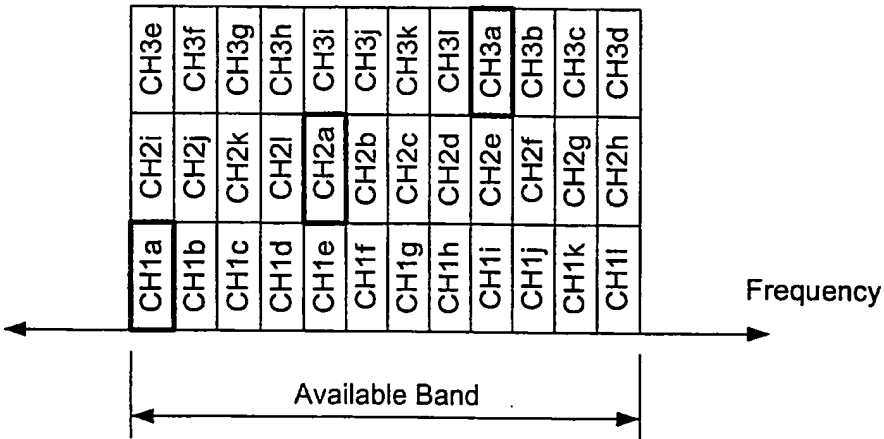 CH3e CH3f CH3g CH3h CH3i CH3j CH3k CH3l CH3a CH3b CH3c CH3d
CH2i CH2j CH2k CH2l CH2a CH2b CH2c CH2d CH2e CH2f CH2g CH2h
CH1a CH1b CH1c CH1d CH1e CH1f CH1g CH1h CH1i CH1j CH1k CH1l
Frequency
Available Band